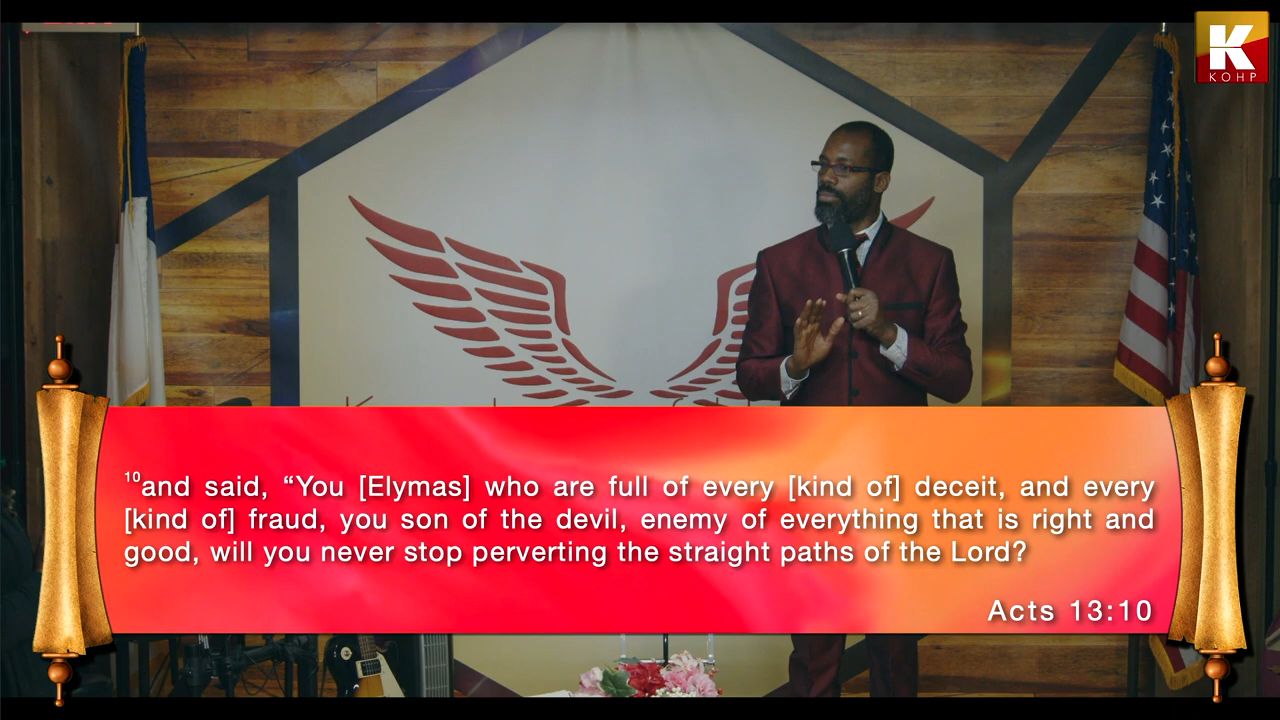 K
KOHP
10and said, “You [Elymas] who are full of every [kind of] deceit, and every
[kind of] fraud, you son of the devil, enemy of everything that is right and
good, will you never stop perverting the straight paths of the Lord?
Acts 13:10